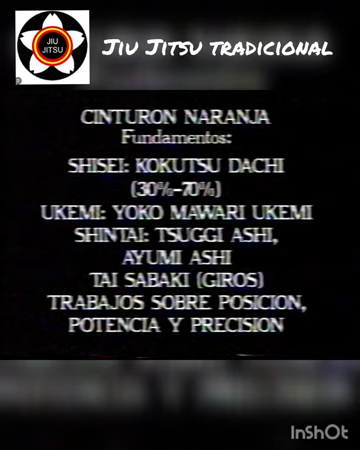 JIU
JITSU
JIU JITSU TRADICIONAL
CINTURON NARANJA
Fundamentos:
SHISEI: KOKUTSU DACHI
(30%-70%)
UKEMI: YOKO MAWARI UKEMI
SHINTAI: TSUGGI ASHI,
AYUMI ASHI
TAI SABAKI (GIROS)
TRABAJOS SOBRE POSICION,
POTENCIA Y PRECISION
InShOt